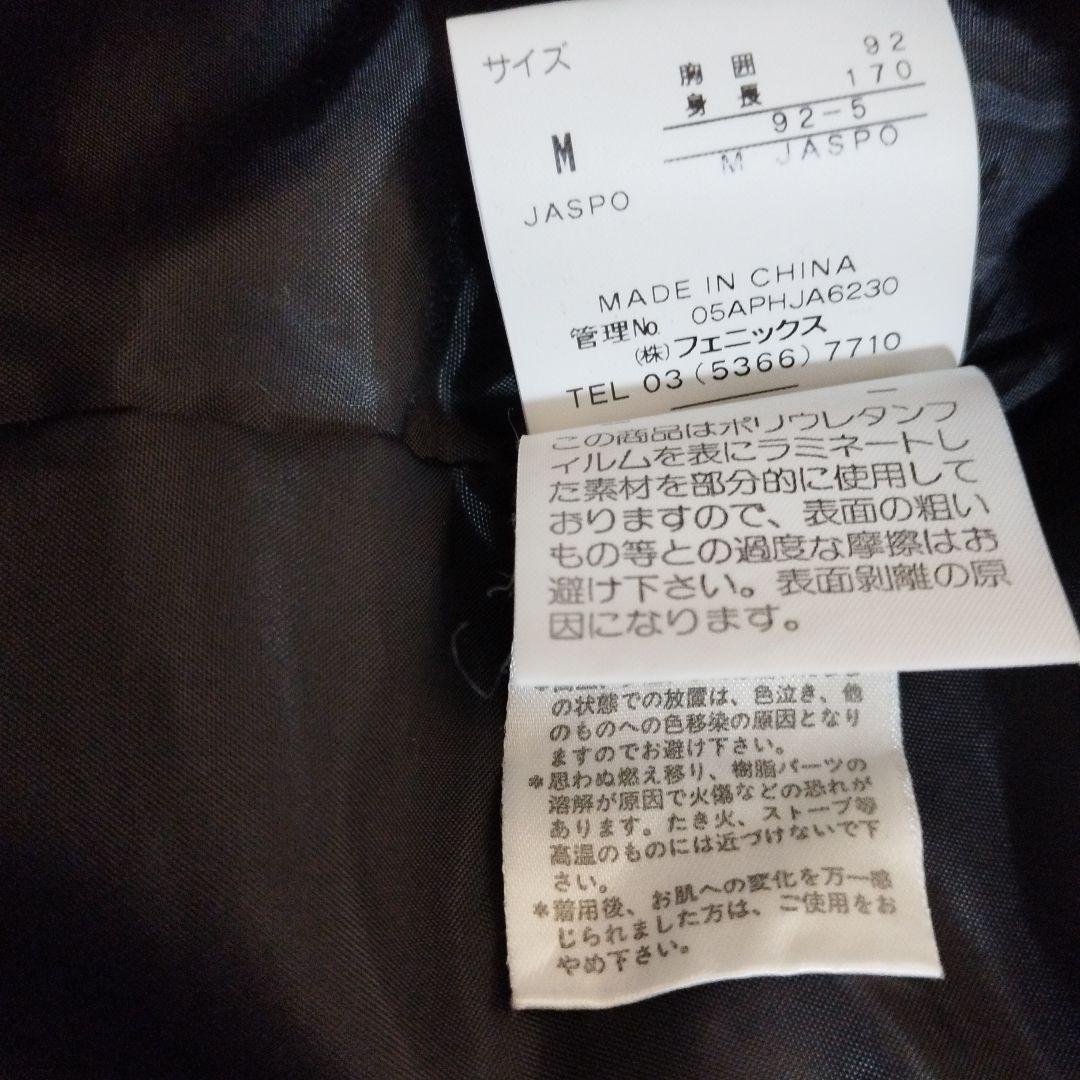 サイズ
胸囲 92
身長 170
92-5
M JASPO
M
JASPO
MADE IN CHINA
管理No. 05APHJA6230
(株)フェニックス
TEL 03(5366)7710
この商品はポリウレタンフ
ィルムを表にラミネートし
た素材を部分的に使用して
おりますので、表面の粗い
もの等との過度な摩擦はお
避け下さい。表面剥離の原
因になります。
の状態での放置は、色泣き、他
のものへの色移染の原因となり
ますのでお避け下さい。
*思わぬ燃え移り、樹脂パーツの
溶解が原因で火傷などの恐れが
あります。たき火、ストーブ等
高温のものには近づけないで下
さい。
*着用後、お肌への変化を万一感
じられました方は、ご使用をお
やめ下さい。